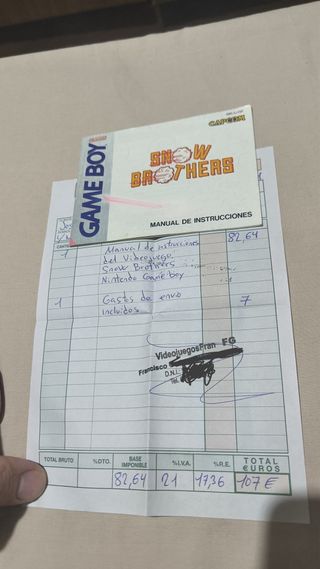 CAPCOM
GAME BOY
SNOW
BROTHERS
MANUAL DE INSTRUCCIONES
82,64
1 Manual de instrucciones
del Videojuego
Snow Brothers
Nintendo Game boy
1 Gastos de envio 7
incluidos
VideojuegosFran FG
Francisco
D.N.I.
Tel.
TOTAL BRUTO %DTO. BASE IMPONIBLE %I.V.A. %R.E. TOTAL €UROS
82,64 21 17,36 107 €